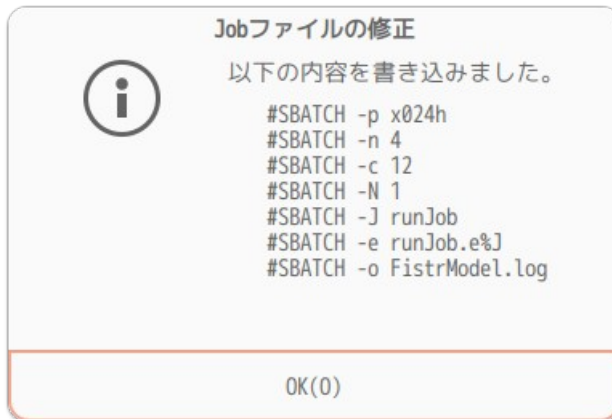 Jobファイルの修正
以下の内容を書き込みました。
#SBATCH -p x024h
#SBATCH -n 4
#SBATCH -c 12
#SBATCH -N 1
#SBATCH -J runJob
#SBATCH -e runJob.e%J
#SBATCH -o FistrModel.log
OK(O)